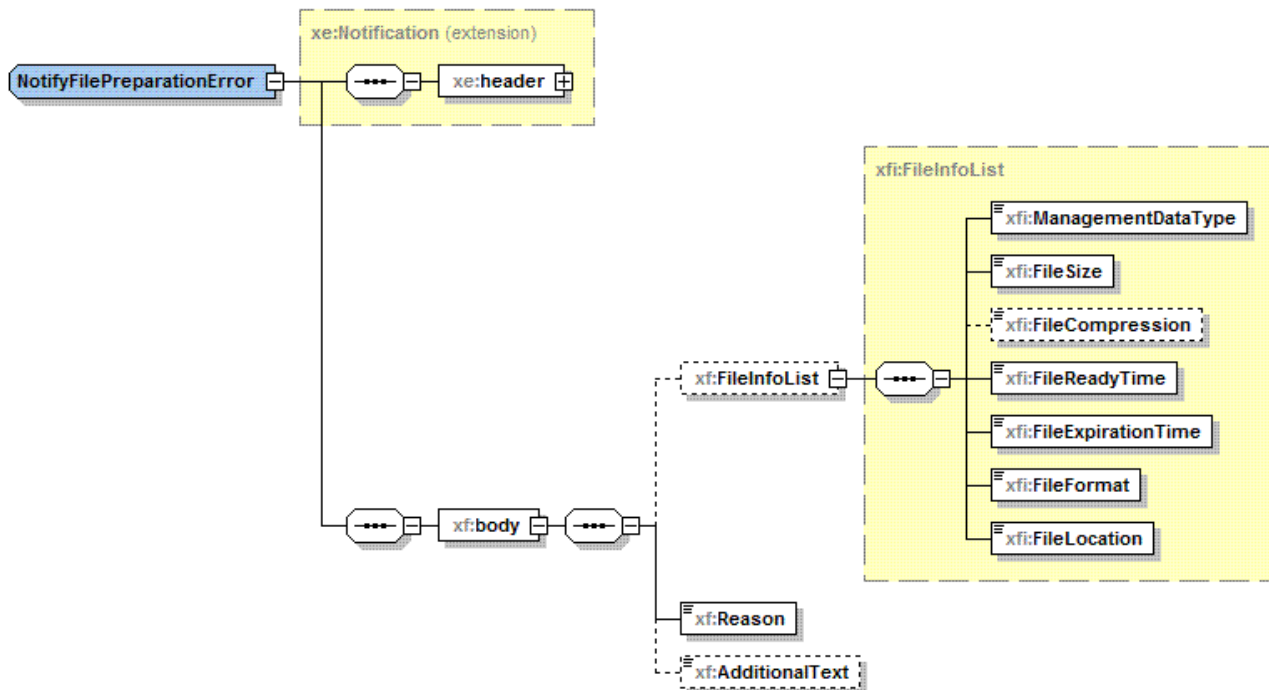 xe:Notification (extension)
NotifyFilePreparationError
xe:header
xfi:FileInfoList
xfi:ManagementDataType
xfi:FileSize
xfi:FileCompression
xf:FileInfoList
xfi:FileReadyTime
xfi:FileExpirationTime
xfi:FileFormat
xf:body
xfi:FileLocation
xf:Reason
xf:AdditionalText